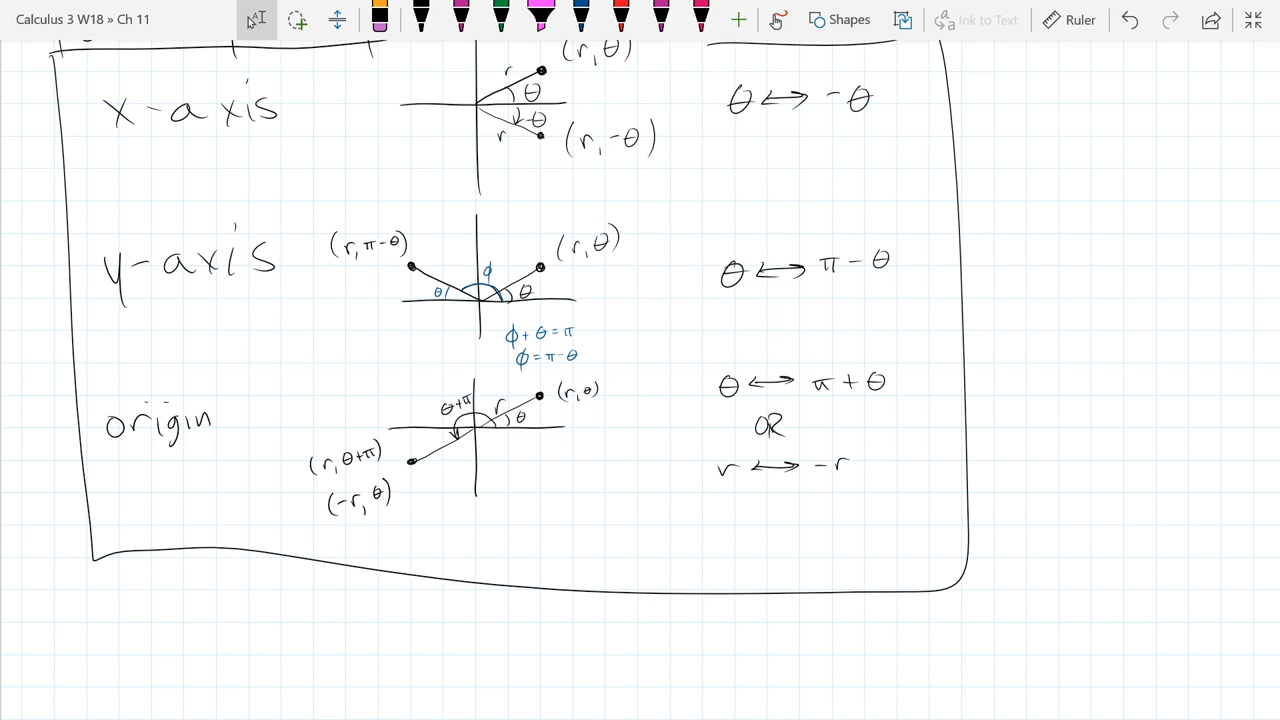 Calculus 3 W18 » Ch 11
Shapes
Ink to Text
Ruler
(r, θ)
r
θ
x-axis
θ ↔ -θ
-θ
r
(r, -θ)
(r, π-θ)
(r, θ)
y-axis
ϕ
θ
θ
θ ↔ π - θ
ϕ + θ = π
ϕ = π - θ
θ ↔ π + θ
θ+π
r
(r, θ)
θ
origin
OR
(r, θ+π)
r ↔ -r
(-r, θ)